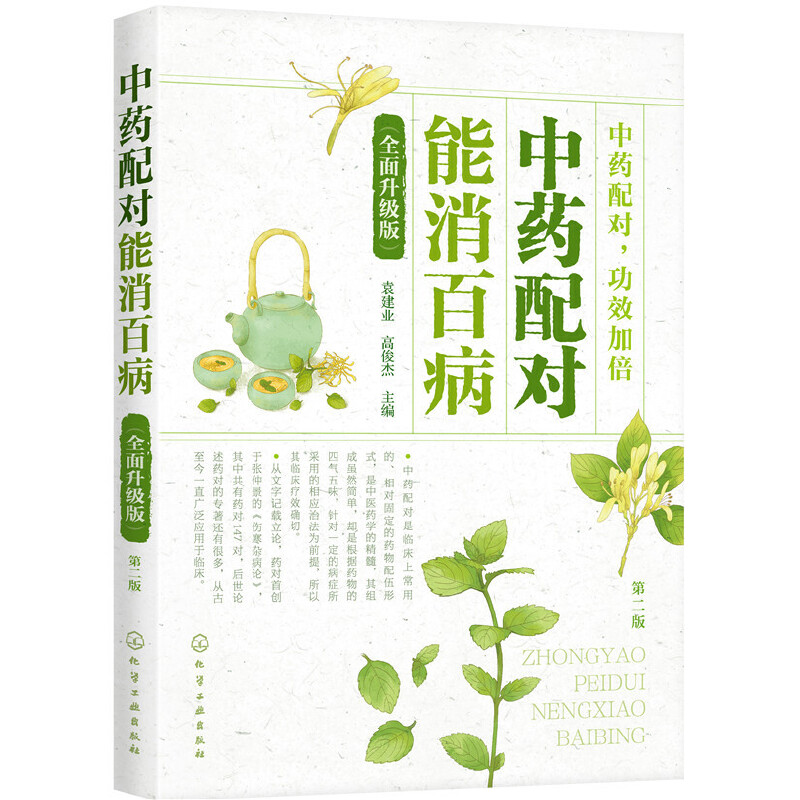 中药配对能消百病
（全面升级版）
第二版
化学工业出版社
中药配对，功效加倍
中药配对
能消百病
（全面升级版）
袁建业 高俊杰 主编
• 中药配对是临床上常用
的、相对固定的药物配伍形
式，是中医药学的精髓，其组
成虽然简单，却是根据药物的
四气五味，针对一定的病症所
采用的相应治法为前提，所以
其临床疗效确切。
• 从文字记载立论，药对首创
于张仲景的《伤寒杂病论》，
其中共有药对147对，后世论
述药对的专著还有很多，从古
至今一直广泛应用于临床。
第二版
ZHONGYAO
PEIDUI
NENGXIAO
BAIBING
化学工业出版社